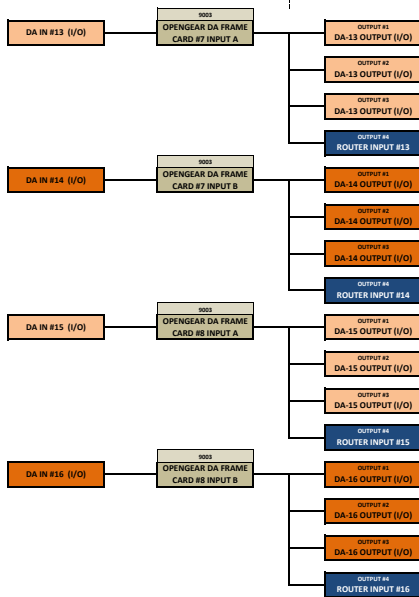 DA IN #13 (I/O)
9003
OPENGEAR DA FRAME
CARD #7 INPUT A
OUTPUT #1
DA-13 OUTPUT (I/O)
OUTPUT #2
DA-13 OUTPUT (I/O)
OUTPUT #3
DA-13 OUTPUT (I/O)
OUTPUT #4
ROUTER INPUT #13
DA IN #14 (I/O)
9003
OPENGEAR DA FRAME
CARD #7 INPUT B
OUTPUT #1
DA-14 OUTPUT (I/O)
OUTPUT #2
DA-14 OUTPUT (I/O)
OUTPUT #3
DA-14 OUTPUT (I/O)
OUTPUT #4
ROUTER INPUT #14
DA IN #15 (I/O)
9003
OPENGEAR DA FRAME
CARD #8 INPUT A
OUTPUT #1
DA-15 OUTPUT (I/O)
OUTPUT #2
DA-15 OUTPUT (I/O)
OUTPUT #3
DA-15 OUTPUT (I/O)
OUTPUT #4
ROUTER INPUT #15
DA IN #16 (I/O)
9003
OPENGEAR DA FRAME
CARD #8 INPUT B
OUTPUT #1
DA-16 OUTPUT (I/O)
OUTPUT #2
DA-16 OUTPUT (I/O)
OUTPUT #3
DA-16 OUTPUT (I/O)
OUTPUT #4
ROUTER INPUT #16